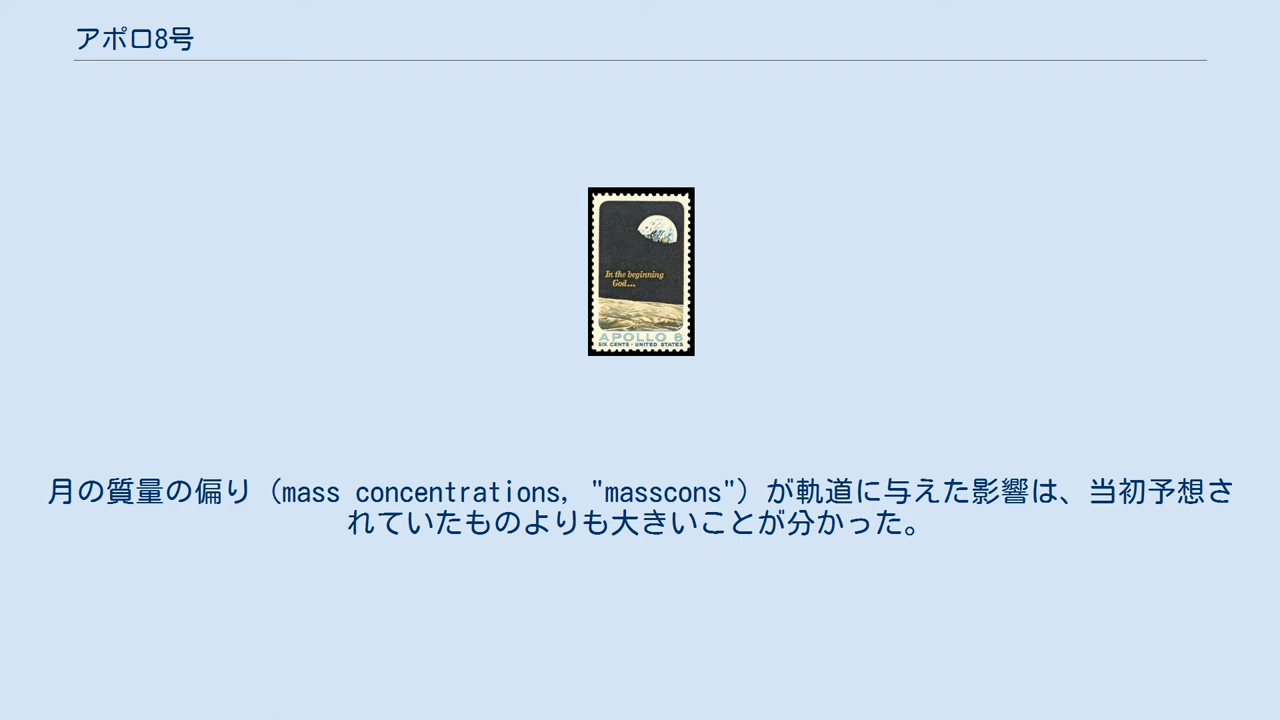 アポロ8号
In the beginning
God...
APOLLO 8
SIX CENTS · UNITED STATES
月の質量の偏り（mass concentrations, "masscons"）が軌道に与えた影響は、当初予想さ
れていたものよりも大きいことが分かった。